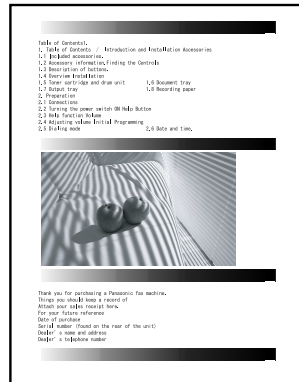 Table of Contents1.
1. Table of Contents / Introduction and Installation Accessories
1.1 Included accessories.
1.2 Accessory information.Finding the Controls
1.3 Description of buttons.
1.4 Overview Installation
1.5 Toner cartridge and drum unit 1.6 Document tray
1.7 Output tray 1.8 Recording paper
2. Preparation
2.1 Connections
2.2 Turning the power switch ON Help Button
2.3 Help function Volume
2.4 Adjusting volume Initial Programming
2.5 Dialing mode 2.6 Date and time.
Thank you for purchasing a Panasonic fax machine.
Things you should keep a record of
Attach your sales receipt here.
For your future reference
Date of purchase
Serial number (found on the rear of the unit)
Dealer's name and address
Dealer's telephone number